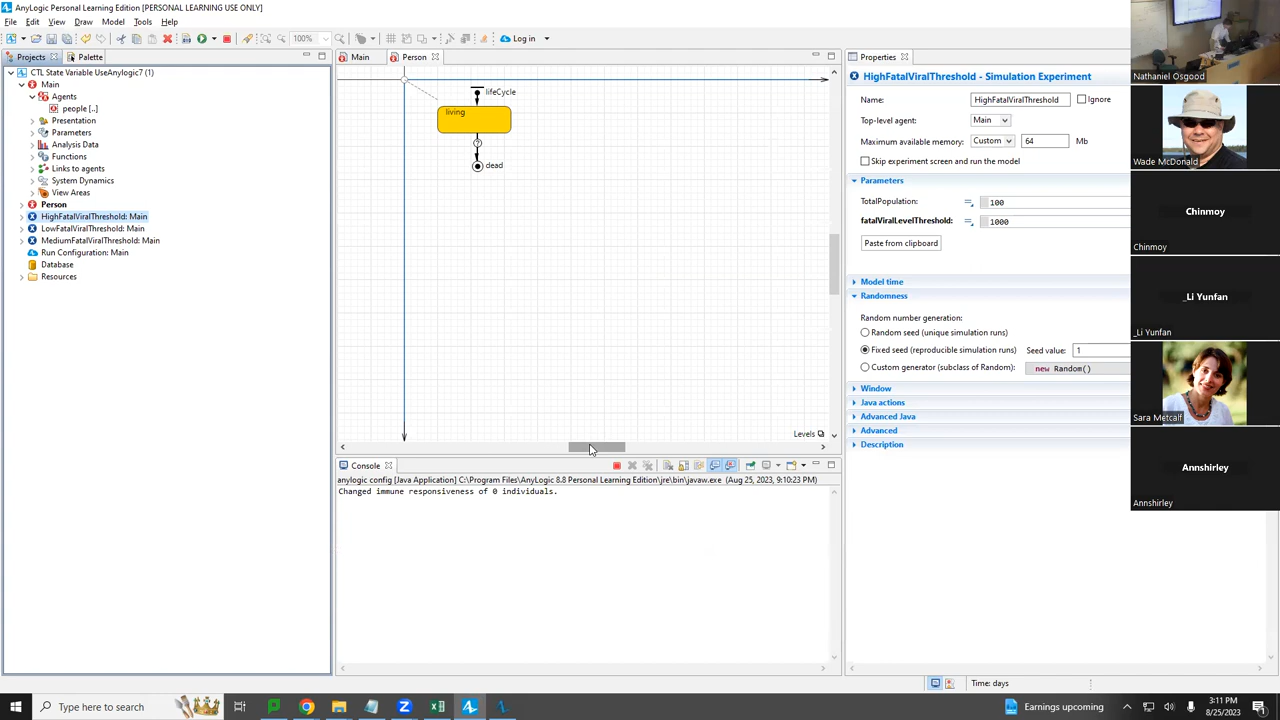 AnyLogic Personal Learning Edition [PERSONAL LEARNING USE ONLY]
File Edit View Draw Model Tools Help
100% Log in
Projects Palette
CTL State Variable UseAnylogic7 (1)
Main
Agents
people [..]
Presentation
Parameters
Analysis Data
Functions
Links to agents
System Dynamics
View Areas
Person
HighFatalViralThreshold: Main
LowFatalViralThreshold: Main
MediumFatalViralThreshold: Main
Run Configuration: Main
Database
Resources
Main Person
lifeCycle
living
?
dead
Levels
Console
anylogic config [Java Application] C:\Program Files\AnyLogic 8.8 Personal Learning Edition\jre\bin\javaw.exe (Aug 25, 2023, 9:10:23 PM)
Changed immune responsiveness of 0 individuals.
Properties
HighFatalViralThreshold - Simulation Experiment
Name: HighFatalViralThreshold Ignore
Top-level agent: Main
Maximum available memory: Custom 64 Mb
Skip experiment screen and run the model
Parameters
TotalPopulation: 100
fatalViralLevelThreshold: 1000
Paste from clipboard
Model time
Randomness
Random number generation:
Random seed (unique simulation runs)
Fixed seed (reproducible simulation runs) Seed value: 1
Custom generator (subclass of Random): new Random()
Window
Java actions
Advanced Java
Advanced
Description
Nathaniel Osgood
Wade McDonald
Chinmoy
Chinmoy
_Li Yunfan
_Li Yunfan
Sara Metcalf
Annshirley
Annshirley
Time: days
Type here to search
Earnings upcoming
3:11 PM
8/25/2023
1